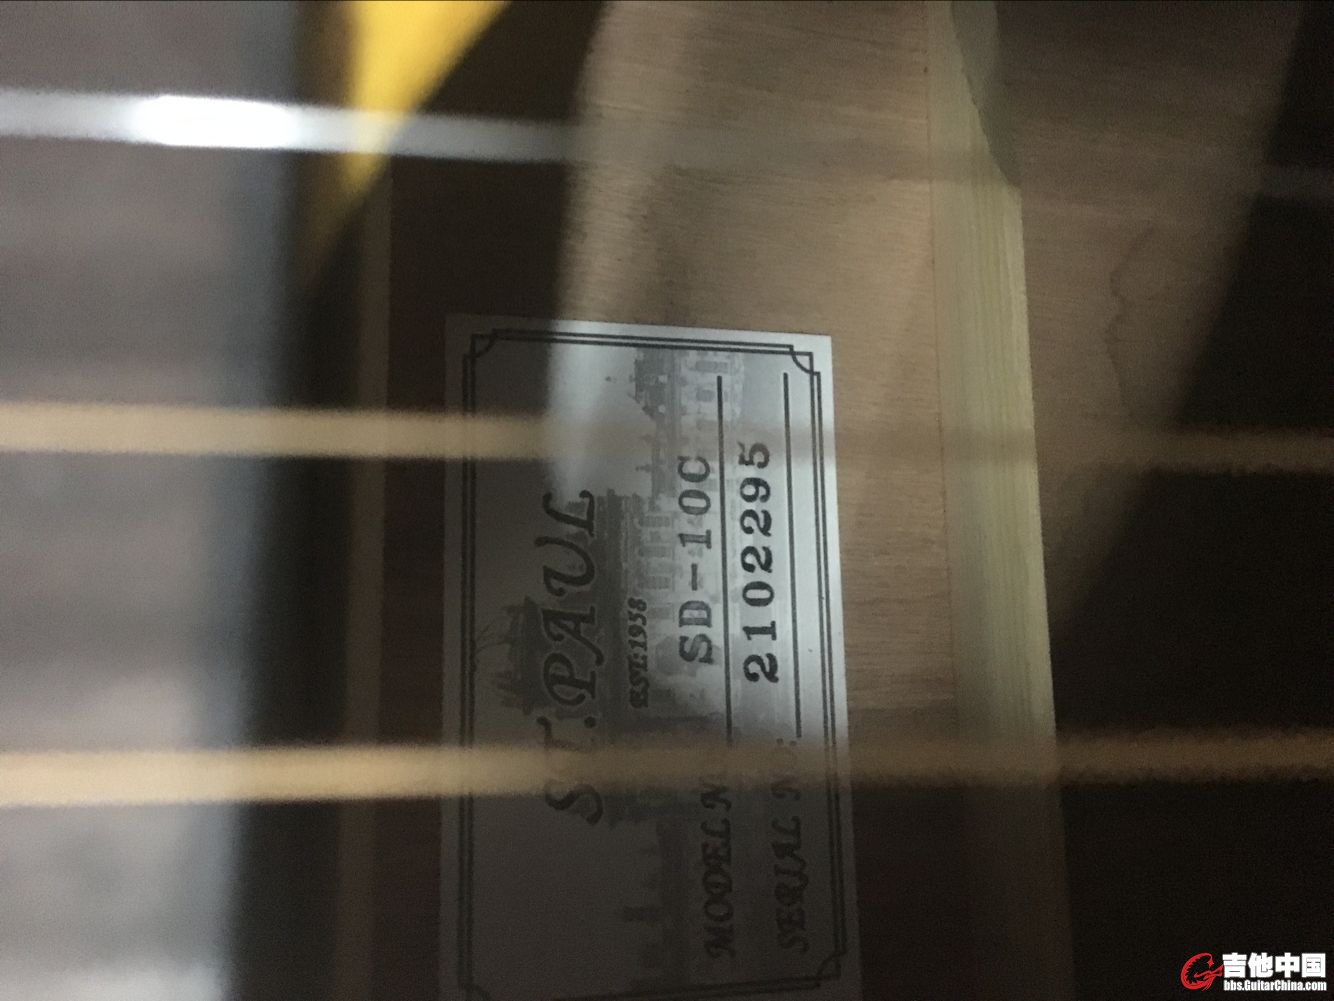 ST.PAUL
EST:1958
MODEL NO: SD-10C
SERIAL NO: 2102295
吉他中国
bbs.GuitarChina.com